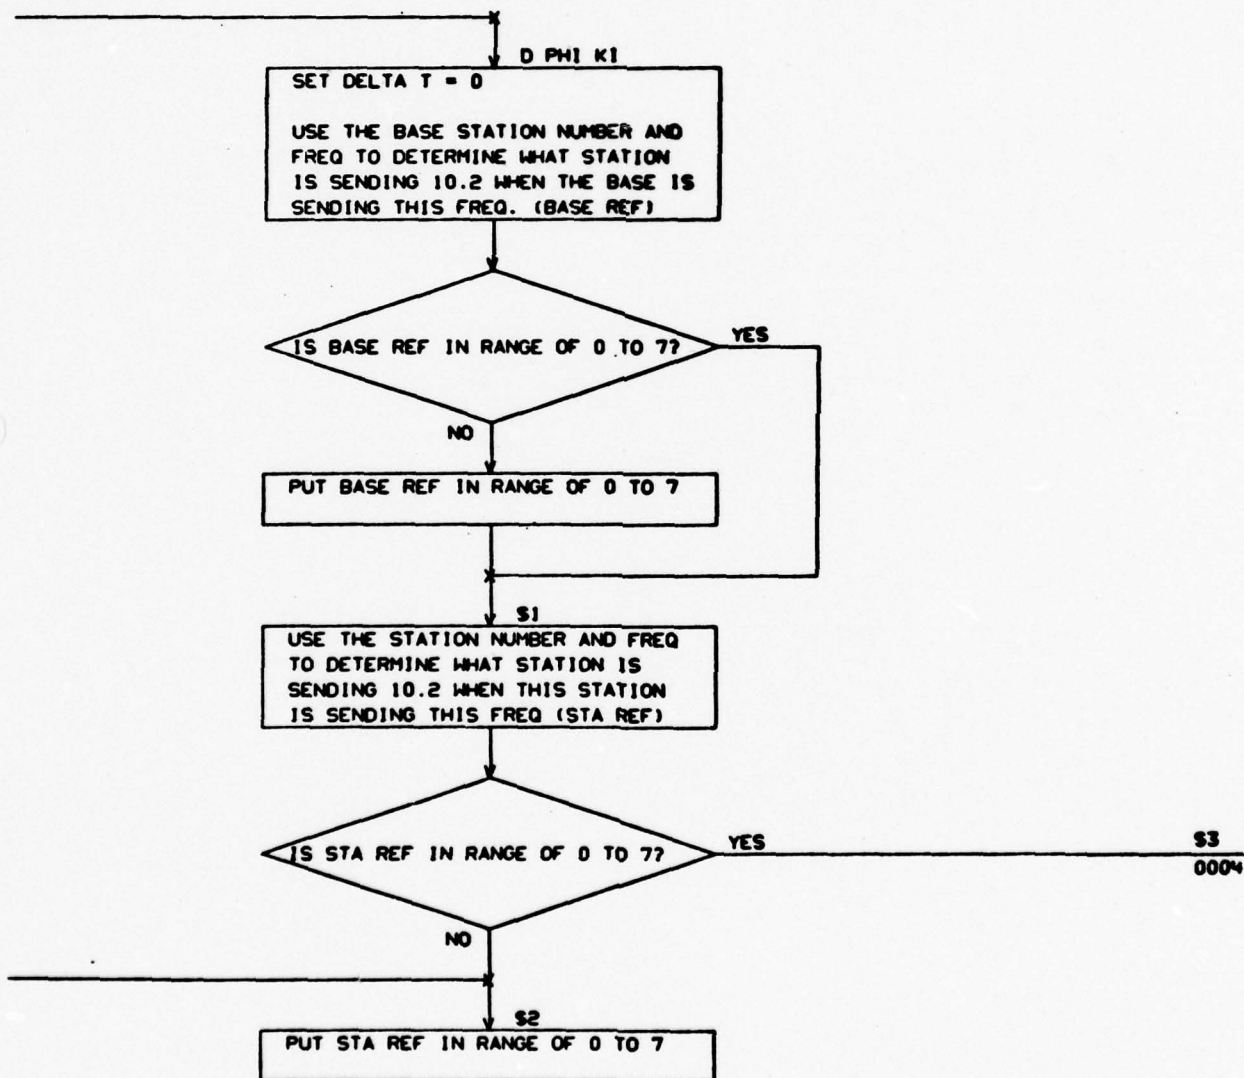 D PHI KI
SET DELTA T = 0
USE THE BASE STATION NUMBER AND
FREQ TO DETERMINE WHAT STATION
IS SENDING 10.2 WHEN THE BASE IS
SENDING THIS FREQ. (BASE REF)
IS BASE REF IN RANGE OF 0 TO 7?
YES
NO
PUT BASE REF IN RANGE OF 0 TO 7
S1
USE THE STATION NUMBER AND FREQ
TO DETERMINE WHAT STATION IS
SENDING 10.2 WHEN THIS STATION
IS SENDING THIS FREQ (STA REF)
IS STA REF IN RANGE OF 0 TO 7?
YES
S3
0004
NO
S2
PUT STA REF IN RANGE OF 0 TO 7